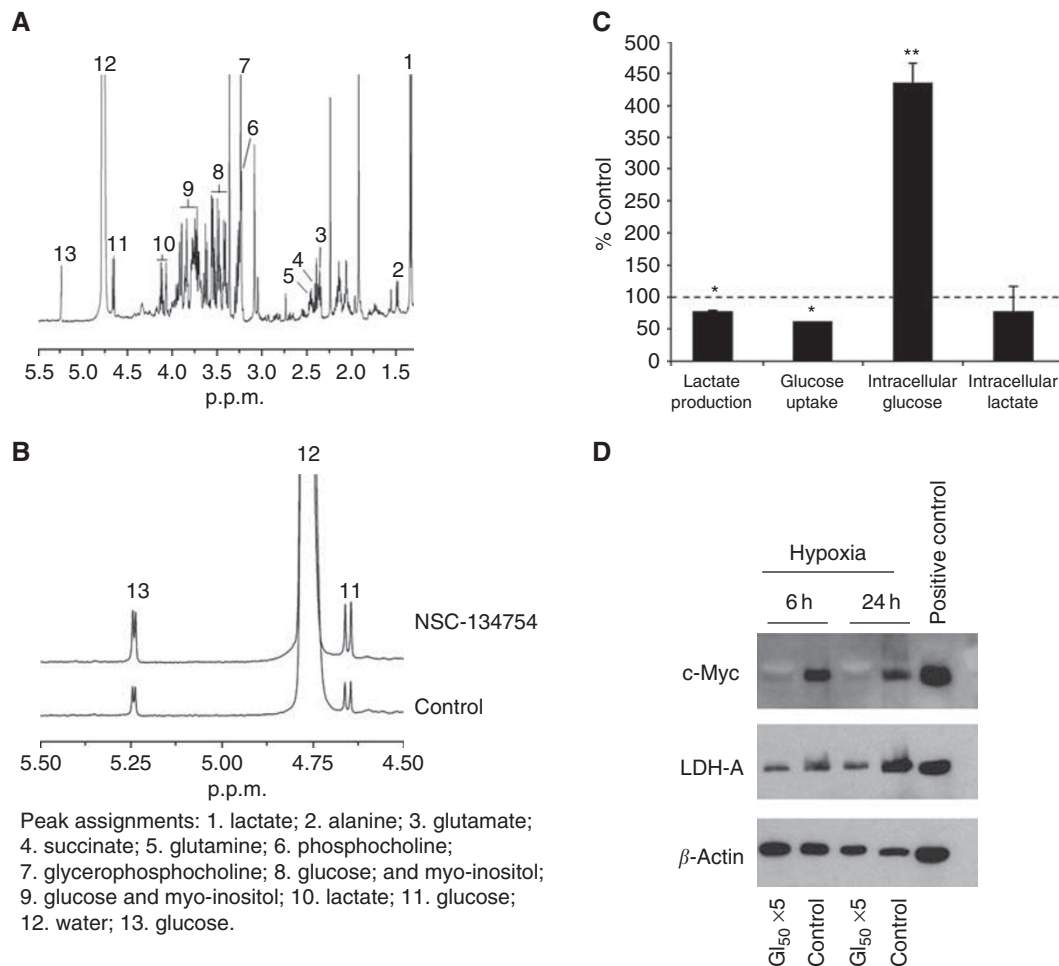 A
12
7
1
6
9
8
13
11
10
3
4
5
2
5.5 5.0 4.5 4.0 3.5 3.0 2.5 2.0 1.5
p.p.m.
B
12
13
11
NSC-134754
Control
5.50 5.25 5.00 4.75 4.50
p.p.m.
Peak assignments: 1. lactate; 2. alanine; 3. glutamate;
4. succinate; 5. glutamine; 6. phosphocholine;
7. glycerophosphocholine; 8. glucose; and myo-inositol;
9. glucose and myo-inositol; 10. lactate; 11. glucose;
12. water; 13. glucose.
C
% Control
500
450
400
350
300
250
200
150
100
50
0
*
*
**
Lactate production
Glucose uptake
Intracellular glucose
Intracellular lactate
D
Hypoxia
6 h 24 h
Positive control
c-Myc
LDH-A
β-Actin
GI50 ×5
Control
GI50 ×5
Control